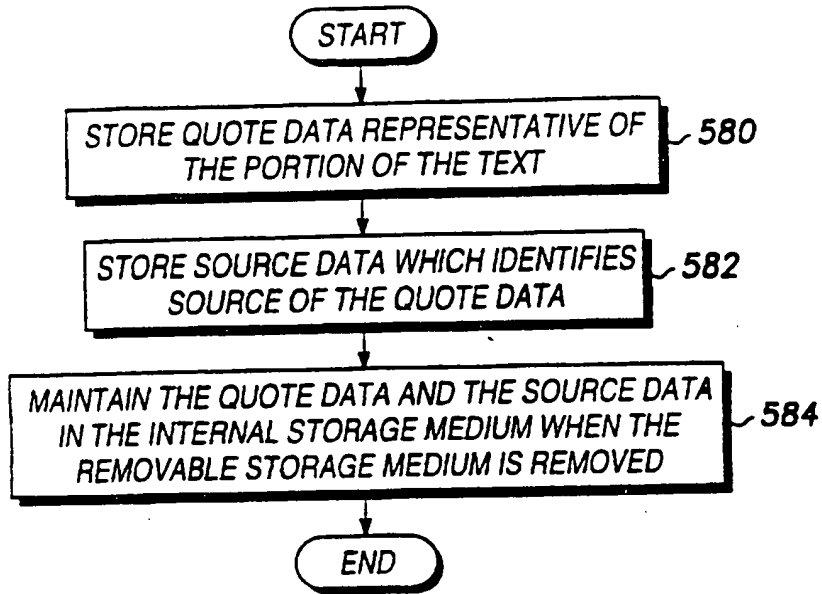 START
STORE QUOTE DATA REPRESENTATIVE OF
THE PORTION OF THE TEXT
580
STORE SOURCE DATA WHICH IDENTIFIES
SOURCE OF THE QUOTE DATA
582
MAINTAIN THE QUOTE DATA AND THE SOURCE DATA
IN THE INTERNAL STORAGE MEDIUM WHEN THE
REMOVABLE STORAGE MEDIUM IS REMOVED
584
END